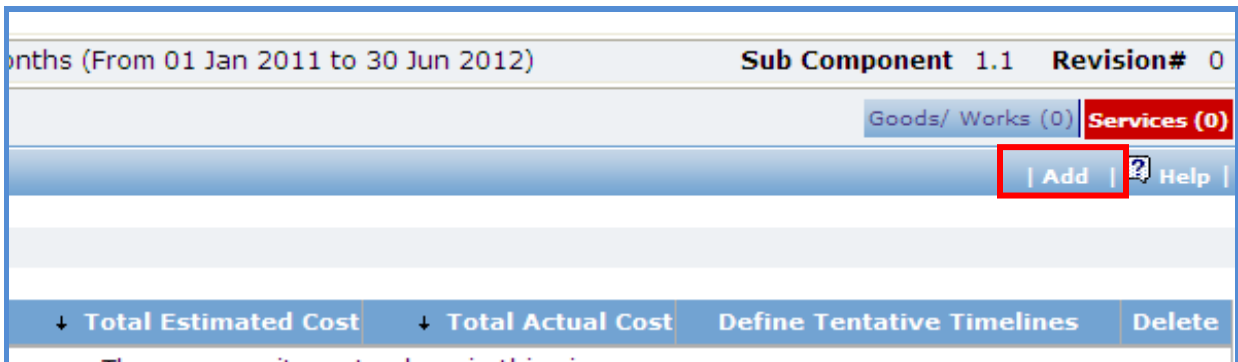 (From 01 Jan 2011 to 30 Jun 2012) Sub Component 1.1 Revision# 0
Goods/ Works (0) Services (0)
| Add | Help |
↓ Total Estimated Cost ↓ Total Actual Cost Define Tentative Timelines Delete